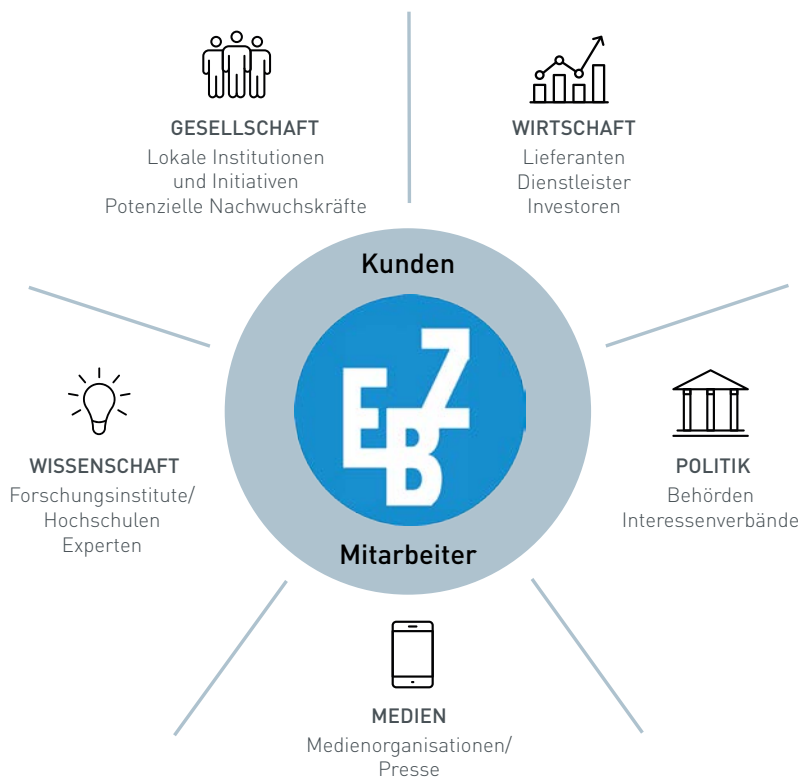 GESELLSCHAFT
Lokale Institutionen
und Initiativen
Potenzielle Nachwuchskräfte
WIRTSCHAFT
Lieferanten
Dienstleister
Investoren
Kunden
EBZ
Mitarbeiter
WISSENSCHAFT
Forschungsinstitute/
Hochschulen
Experten
POLITIK
Behörden
Interessenverbände
MEDIEN
Medienorganisationen/
Presse